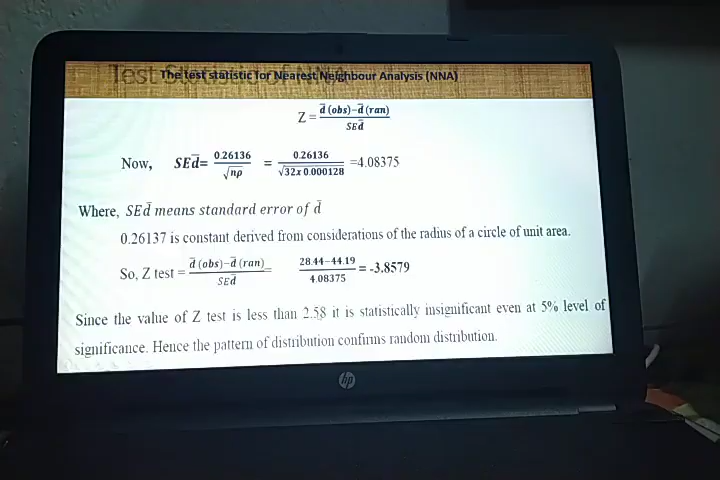 The test statistic for Nearest Neighbour Analysis (NNA)
Z = d̄ (obs)−d̄ (ran) / SEd̄
Now, SEd̄= 0.26136 / √nρ = 0.26136 / √32x 0.000128 =4.08375
Where, SEd̄ means standard error of d̄
0.26137 is constant derived from considerations of the radius of a circle of unit area.
So, Z test = d̄ (obs)−d̄ (ran) / SEd̄ = 28.44−44.19 / 4.08375 = -3.8579
Since the value of Z test is less than 2.58 it is statistically insignificant even at 5% level of
significance. Hence the pattern of distribution confirms random distribution.
hp